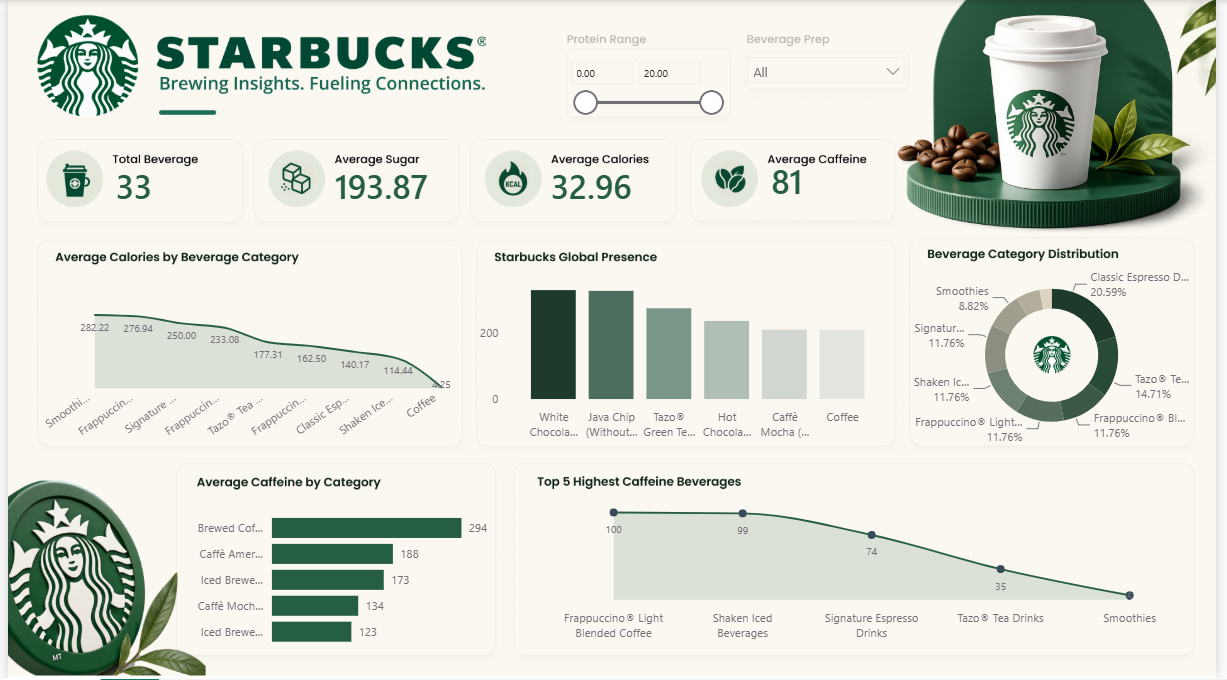 STARBUCKS®
Brewing Insights. Fueling Connections.
Protein Range
0.00
20.00
Beverage Prep
All
Total Beverage
33
Average Sugar
193.87
KCAL
Average Calories
32.96
Average Caffeine
81
Average Calories by Beverage Category
282.22
276.94
250.00
233.08
177.31
162.50
140.17
114.44
4.25
Smoothi...
Frappuccin...
Signature ...
Frappuccin...
Tazo® Tea ...
Frappuccin...
Classic Esp...
Shaken Ice...
Coffee
Starbucks Global Presence
200
0
White
Chocola...
Java Chip
(Without...
Tazo®
Green Te...
Hot
Chocola...
Caffè
Mocha (...
Coffee
Beverage Category Distribution
Classic Espresso D...
20.59%
Tazo® Te...
14.71%
Frappuccino® Bl...
11.76%
Frappuccino® Light...
11.76%
Shaken Ic...
11.76%
Signatur...
11.76%
Smoothies
8.82%
Average Caffeine by Category
Brewed Cof...
294
Caffè Amer...
188
Iced Brewe...
173
Caffè Moch...
134
Iced Brewe...
123
Top 5 Highest Caffeine Beverages
100
99
74
35
Frappuccino® Light
Blended Coffee
Shaken Iced
Beverages
Signature Espresso
Drinks
Tazo® Tea Drinks
Smoothies
MT